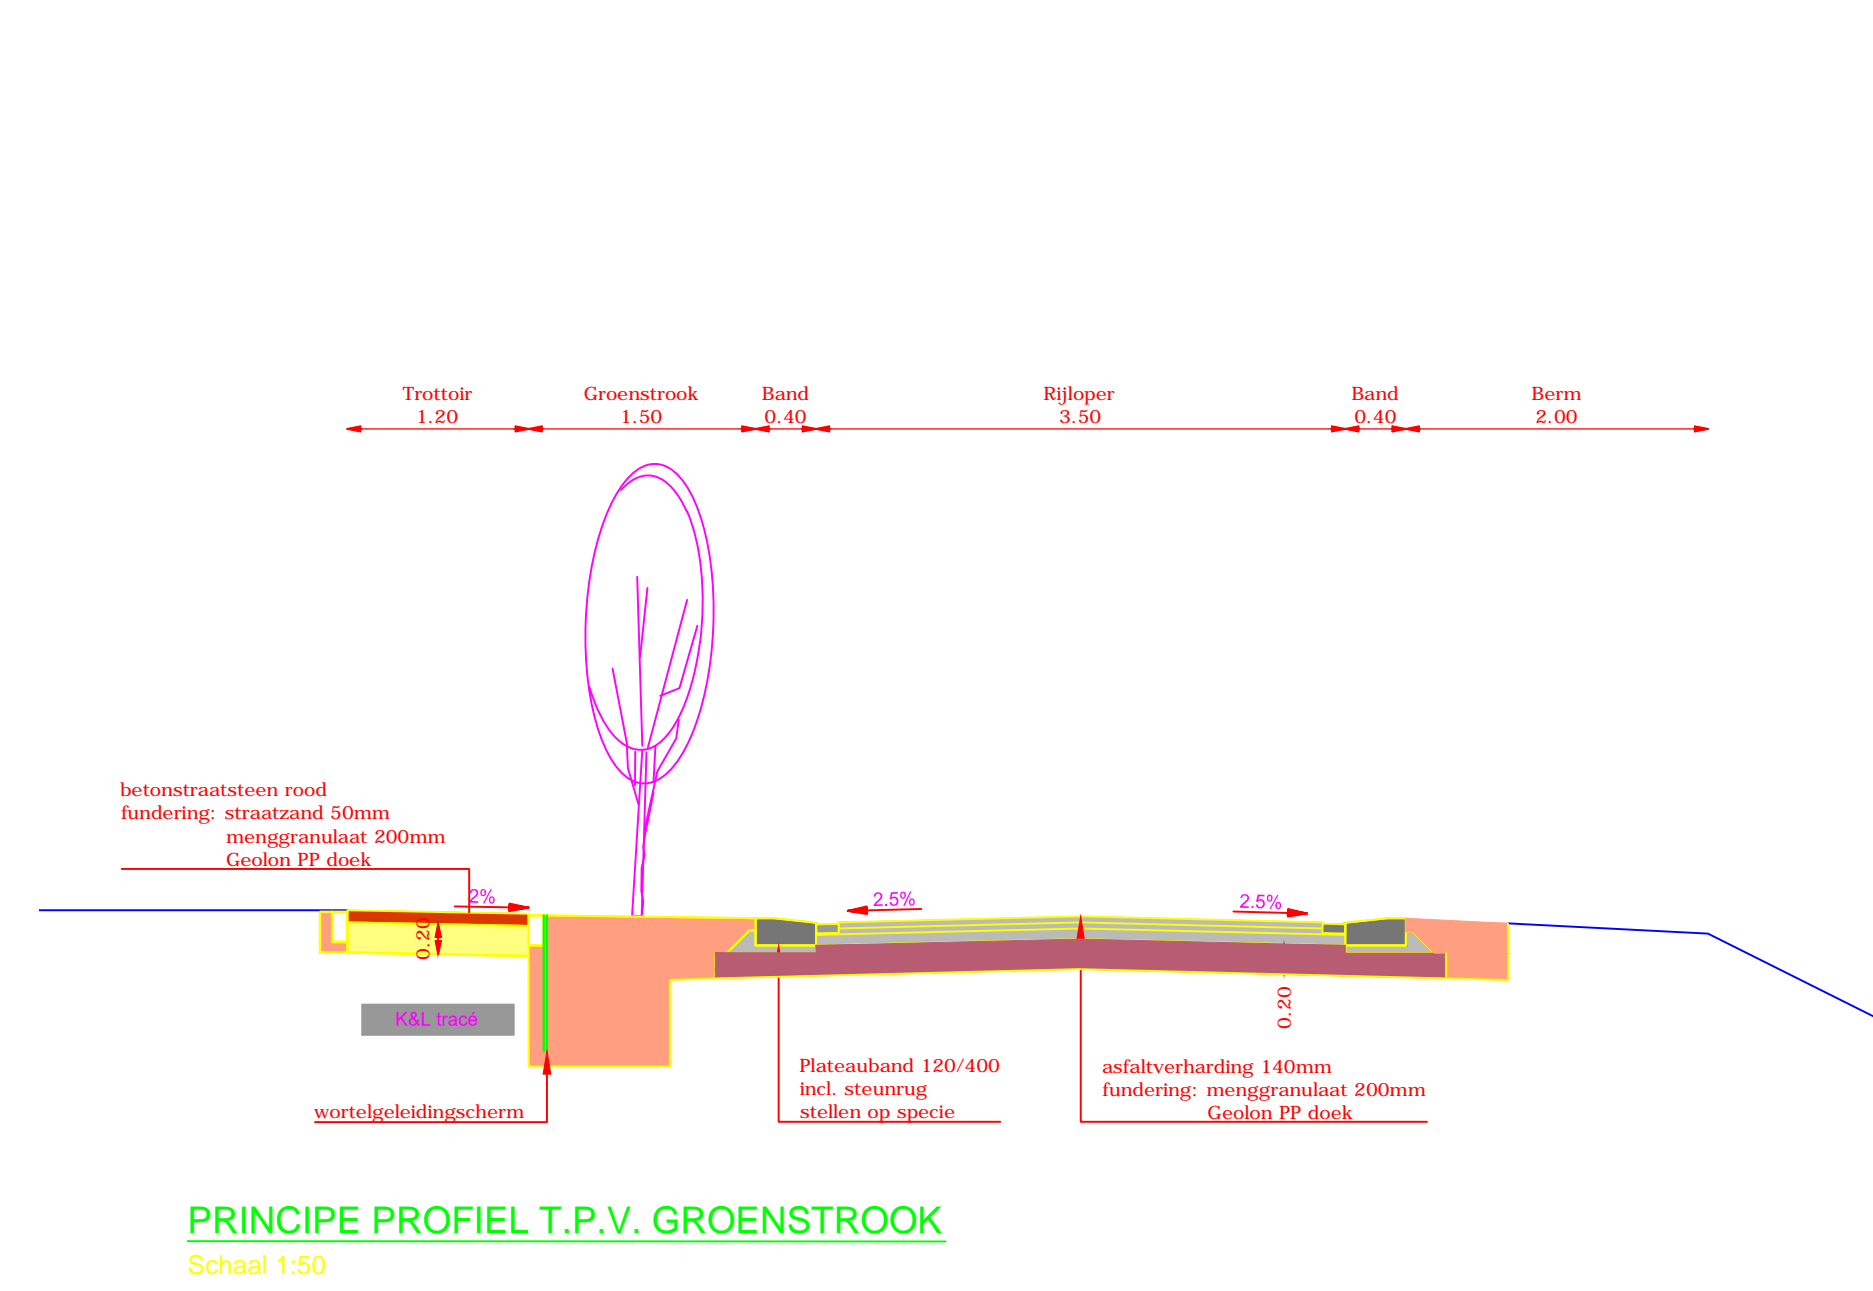 Trottoir
1.20
Groenstrook
1.50
Band
0.40
Rijloper
3.50
Band
0.40
Berm
2.00
betonstraatsteen rood
fundering: straatzand 50mm
menggranulaat 200mm
Geolon PP doek
2%
2.5%
2.5%
0.20
K&L tracé
0.20
wortelgeleidingscherm
Plateauband 120/400
incl. steunrug
stellen op specie
asfaltverharding 140mm
fundering: menggranulaat 200mm
Geolon PP doek
PRINCIPE PROFIEL T.P.V. GROENSTROOK
Schaal 1:50